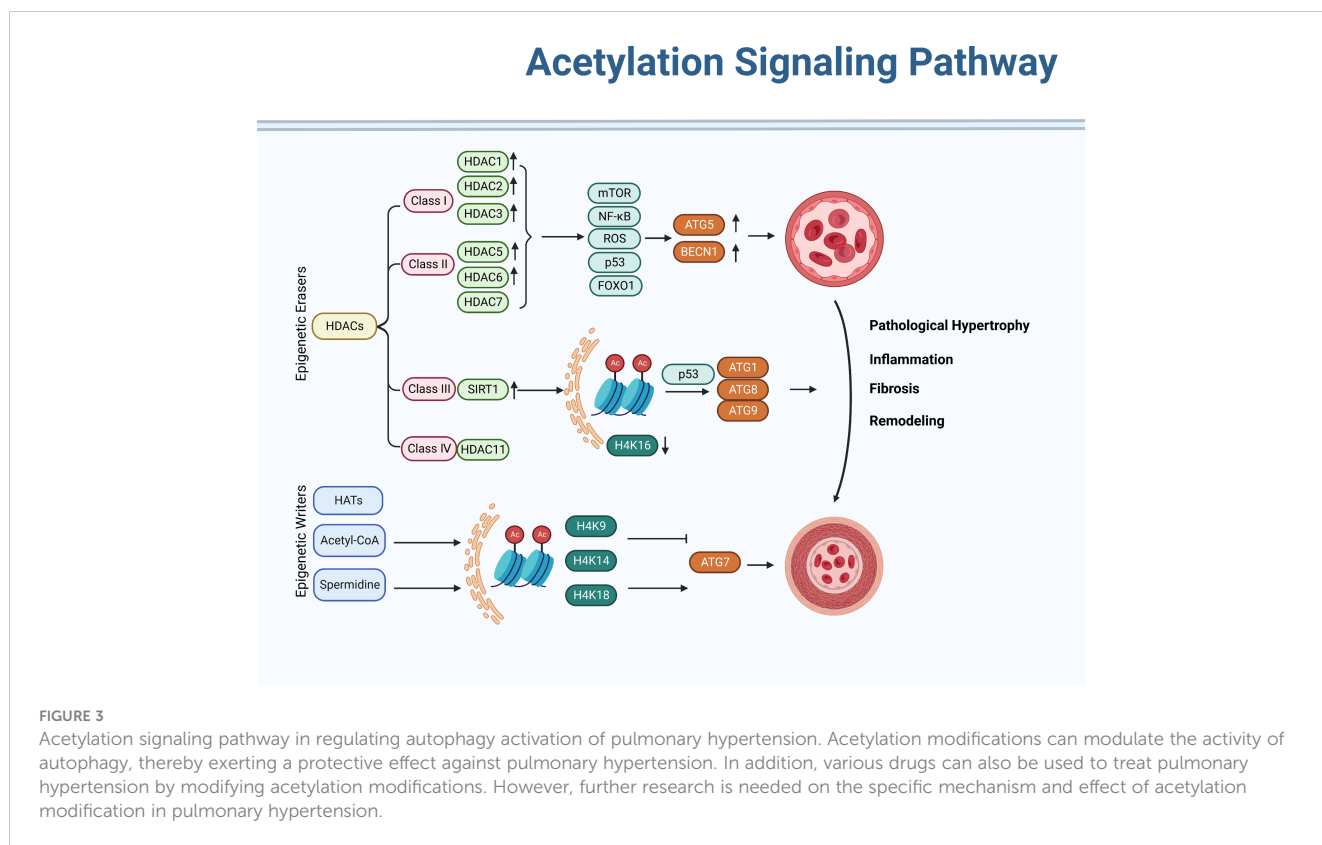 Acetylation Signaling Pathway
Epigenetic Erasers
HDACs
Class I
HDAC1
HDAC2
HDAC3
Class II
HDAC5
HDAC6
HDAC7
mTOR
NF-κB
ROS
p53
FOXO1
ATG5
BECN1
Class III
SIRT1
Ac
Ac
H4K16
p53
ATG1
ATG8
ATG9
Class IV
HDAC11
Pathological Hypertrophy
Inflammation
Fibrosis
Remodeling
Epigenetic Writers
HATs
Acetyl-CoA
Spermidine
Ac
Ac
H4K9
H4K14
H4K18
ATG7
FIGURE 3
Acetylation signaling pathway in regulating autophagy activation of pulmonary hypertension. Acetylation modifications can modulate the activity of
autophagy, thereby exerting a protective effect against pulmonary hypertension. In addition, various drugs can also be used to treat pulmonary
hypertension by modifying acetylation modifications. However, further research is needed on the specific mechanism and effect of acetylation
modification in pulmonary hypertension.